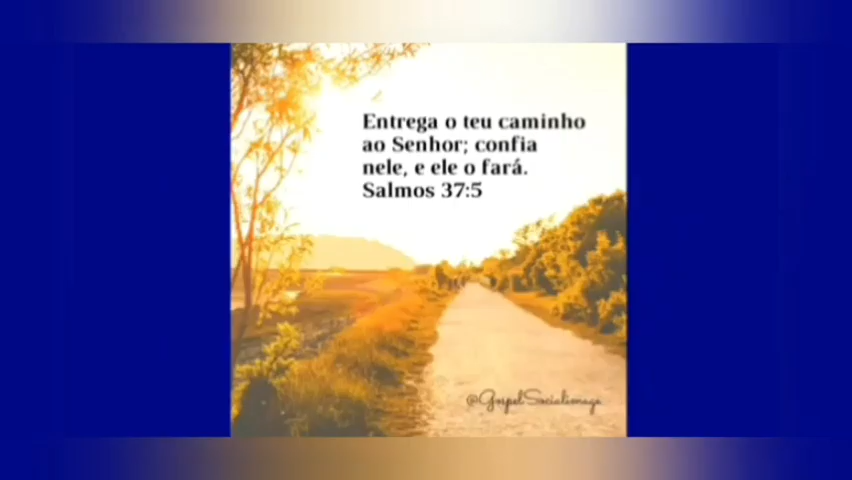 Entrega o teu caminho
ao Senhor; confia
nele, e ele o fará.
Salmos 37:5
@GospelSocialimage